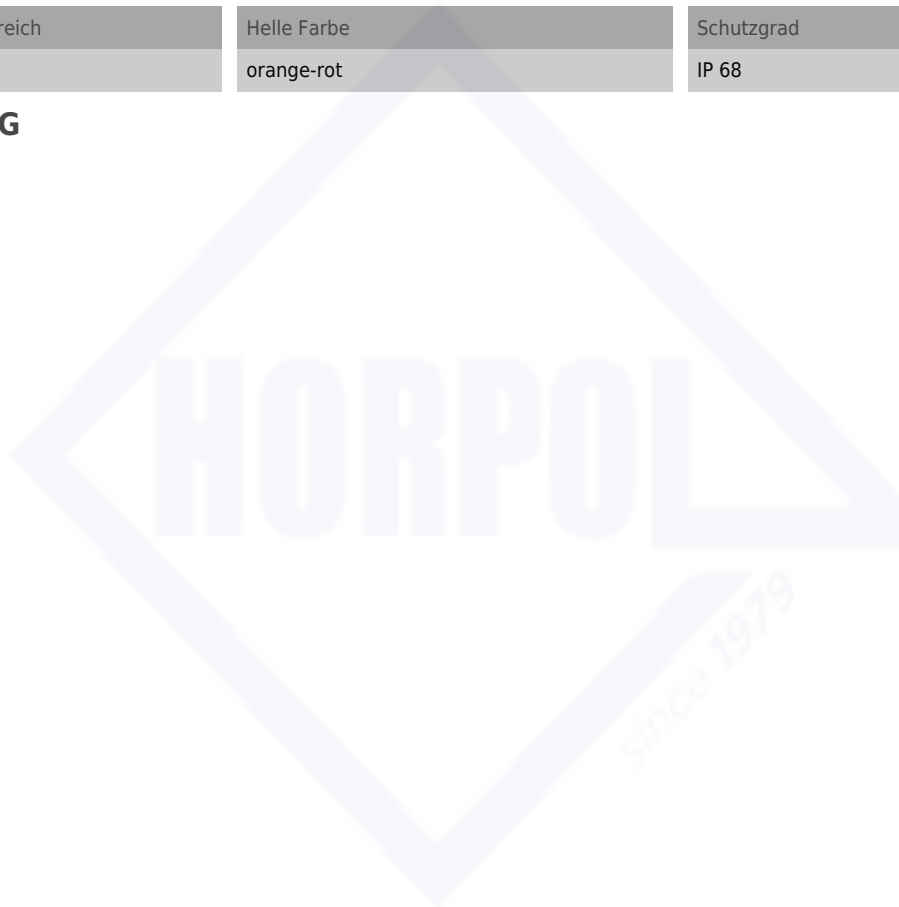 reich Helle Farbe Schutzgrad
orange-rot IP 68
G
HORPOL
since 1979